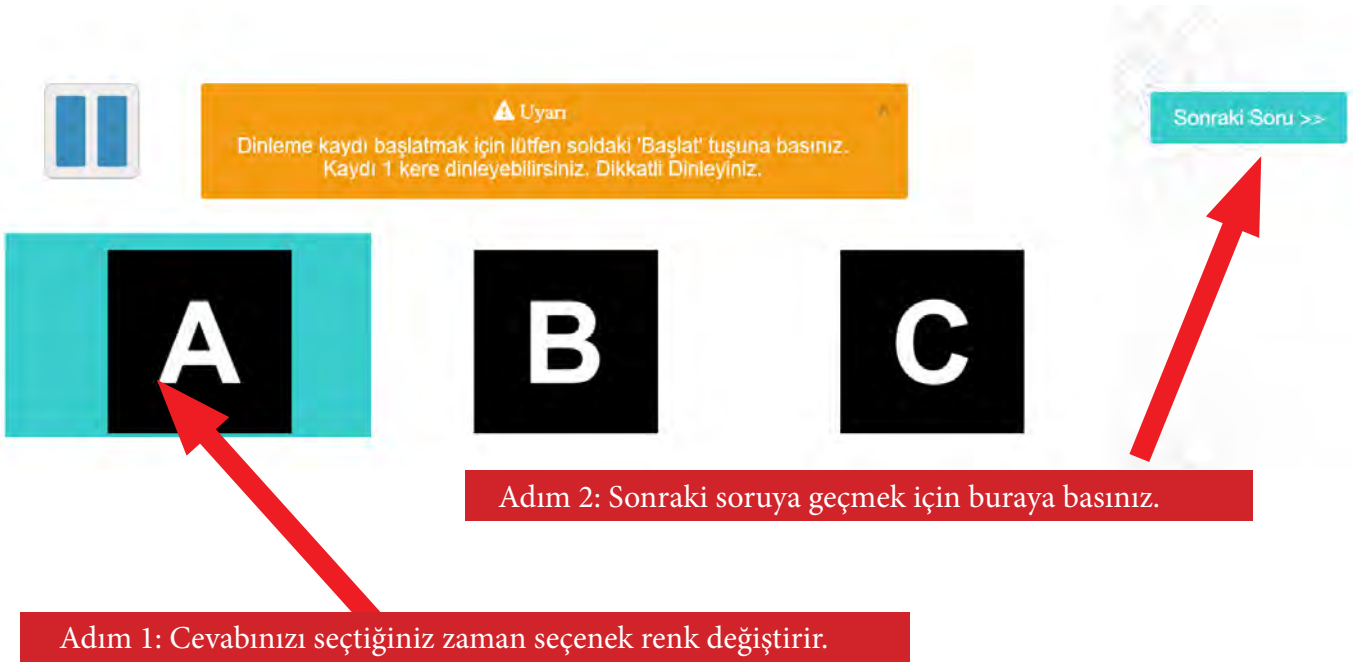 Uyarı
Dinleme kaydı başlatmak için lütfen soldaki 'Başlat' tuşuna basınız.
Kaydı 1 kere dinleyebilirsiniz. Dikkatli Dinleyiniz.
Sonraki Soru >>
A
B
C
Adım 2: Sonraki soruya geçmek için buraya basınız.
Adım 1: Cevabınızı seçtiğiniz zaman seçenek renk değiştirir.